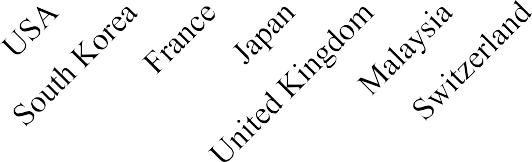 USA
South Korea
France
Japan
United Kingdom
Malaysia
Switzerland